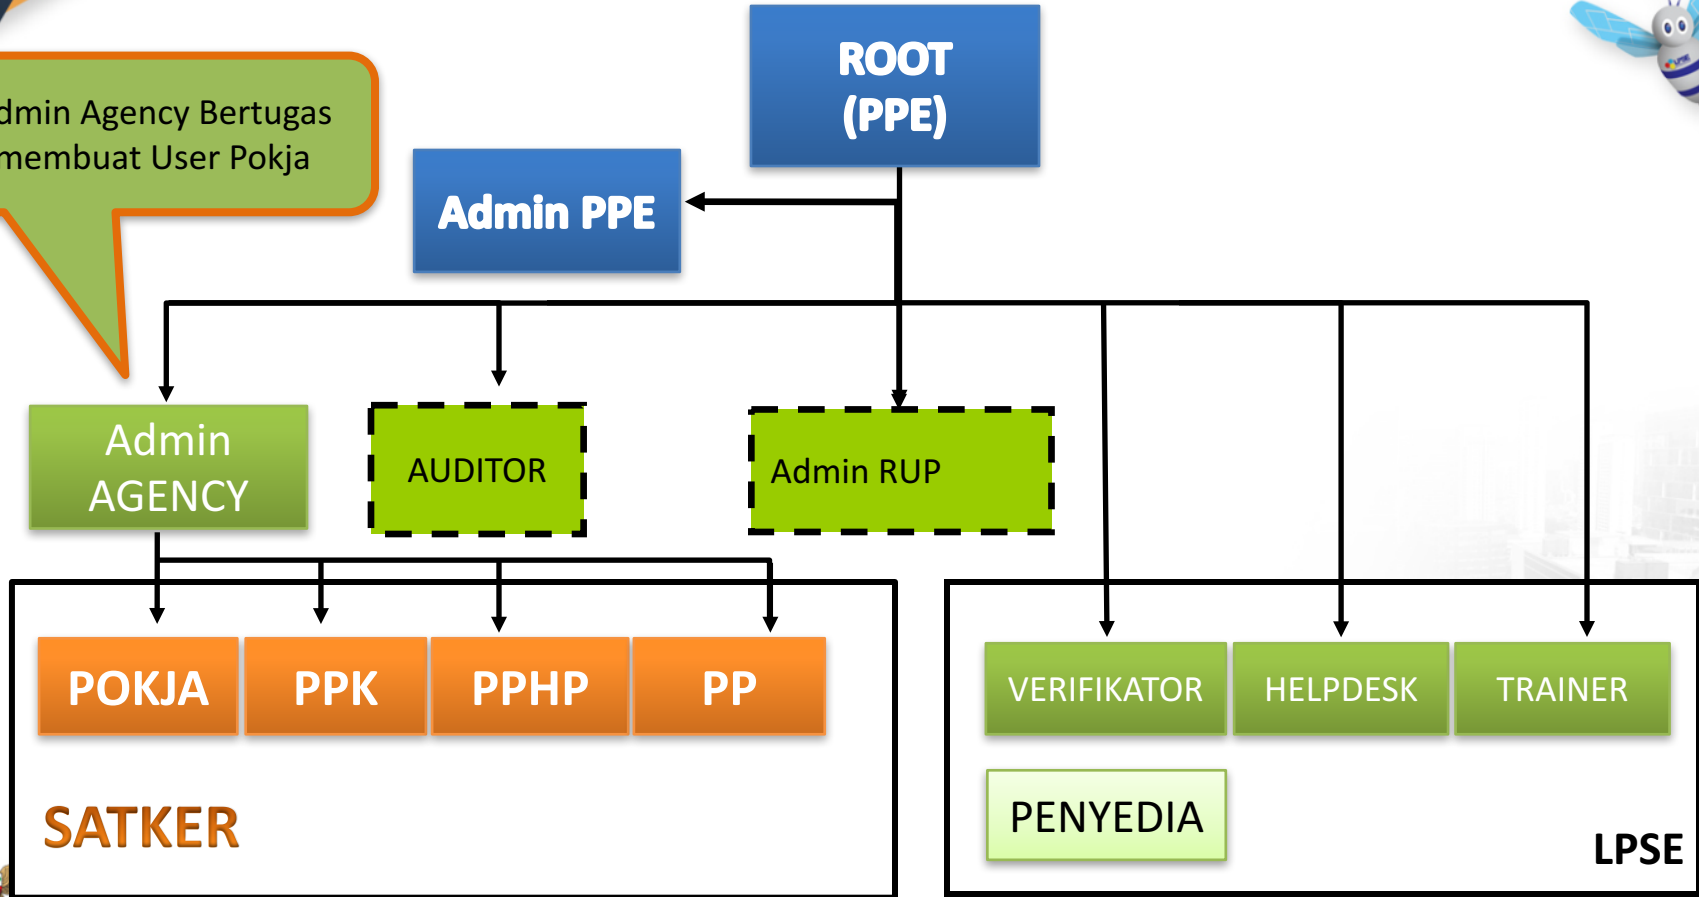 ROOT
(PPE)
dmin Agency Bertugas
membuat User Pokja
Admin PPE
Admin
AGENCY
AUDITOR
Admin RUP
POKJA
PPK
PPHP
PP
VERIFIKATOR
HELPDESK
TRAINER
PENYEDIA
SATKER
LPSE